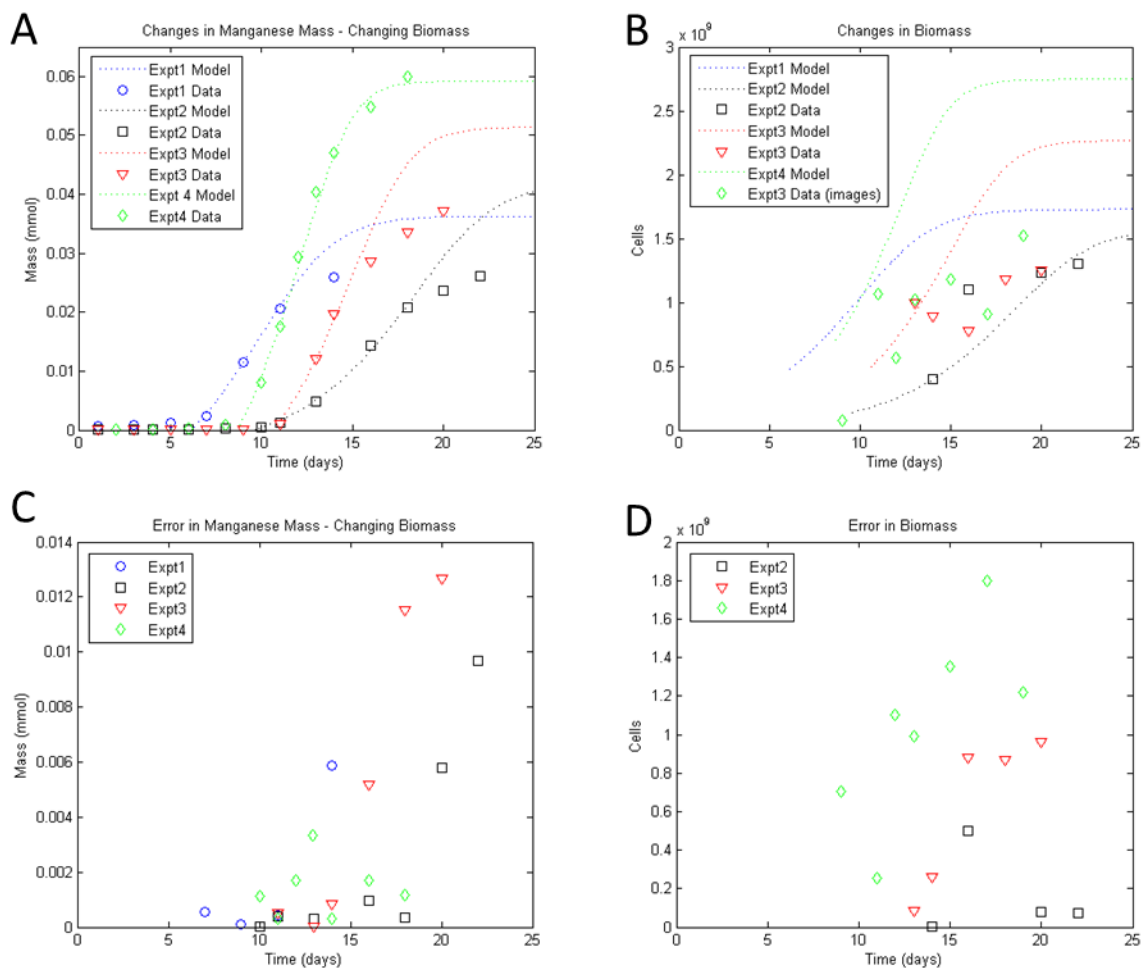 A
Changes in Manganese Mass - Changing Biomass
0.06
0.05
0.04
0.03
0.02
0.01
0
Mass (mmol)
Expt1 Model
Expt1 Data
Expt2 Model
Expt2 Data
Expt3 Model
Expt3 Data
Expt 4 Model
Expt4 Data
0 5 10 15 20 25
Time (days)
B
Changes in Biomass
x 10^9
3
2.5
2
1.5
1
0.5
0
Cells
Expt1 Model
Expt2 Model
Expt2 Data
Expt3 Model
Expt3 Data
Expt4 Model
Expt3 Data (images)
0 5 10 15 20 25
Time (days)
C
Error in Manganese Mass - Changing Biomass
0.014
0.012
0.01
0.008
0.006
0.004
0.002
0
Mass (mmol)
Expt1
Expt2
Expt3
Expt4
0 5 10 15 20 25
Time (days)
D
Error in Biomass
x 10^9
2
1.8
1.6
1.4
1.2
1
0.8
0.6
0.4
0.2
0
Cells
Expt2
Expt3
Expt4
0 5 10 15 20 25
Time (days)